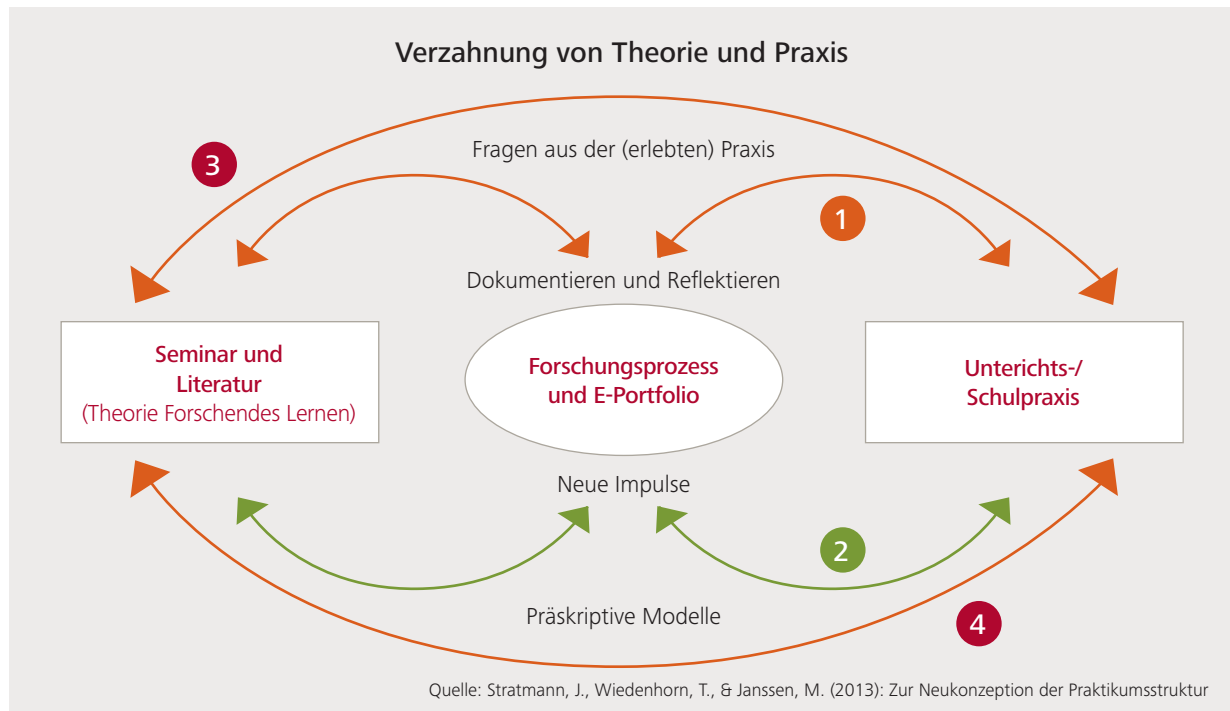 Verzahnung von Theorie und Praxis
3
Fragen aus der (erlebten) Praxis
1
Dokumentieren und Reflektieren
Seminar und
Literatur
(Theorie Forschendes Lernen)
Forschungsprozess
und E-Portfolio
Unterichts-/
Schulpraxis
Neue Impulse
2
Präskriptive Modelle
4
Quelle: Stratmann, J., Wiedenhorn, T., & Janssen, M. (2013): Zur Neukonzeption der Praktikumsstruktur